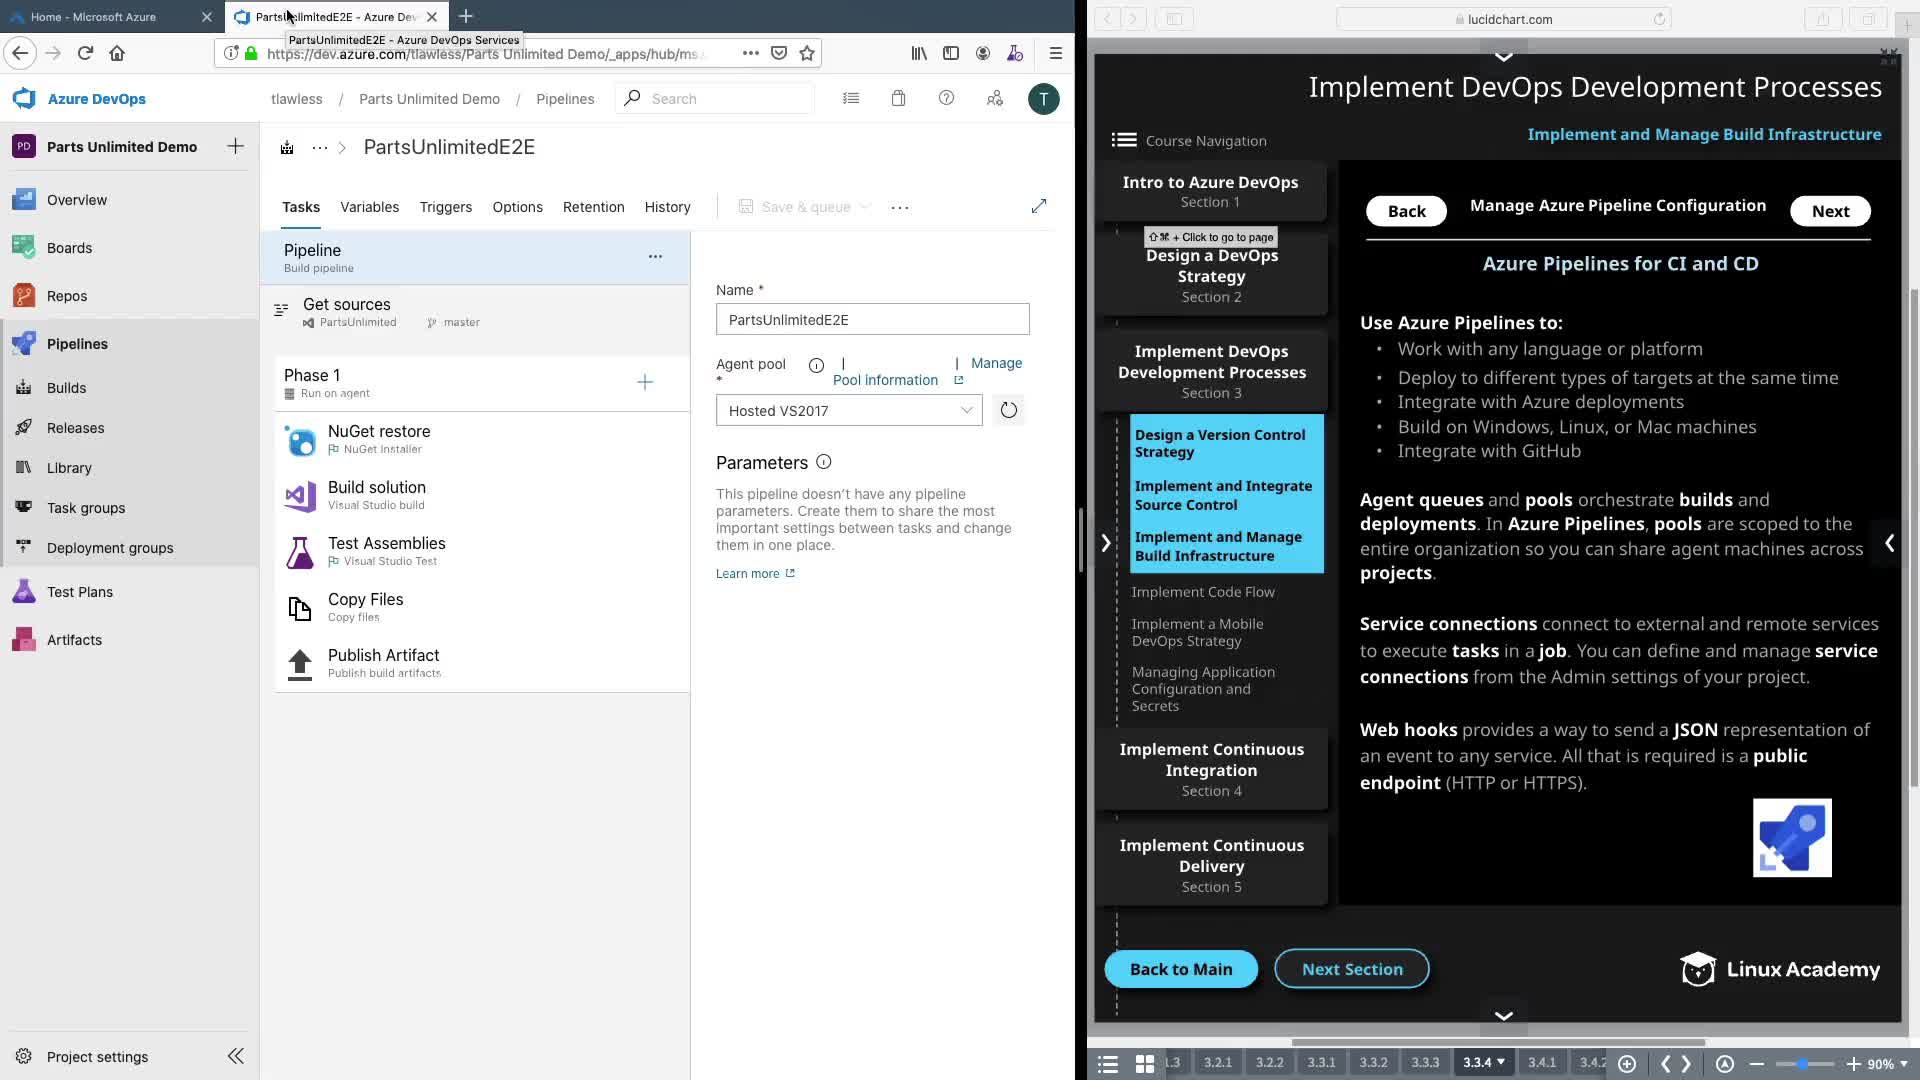 Home - Microsoft Azure
PartsUnlimitedE2E - Azure Dev
PartsUnlimitedE2E - Azure DevOps Services
https://dev.azure.com/tlawless/Parts Unlimited Demo/_apps/hub/ms.
Azure DevOps
tlawless / Parts Unlimited Demo / Pipelines
Search
T
PD
Parts Unlimited Demo
Overview
Boards
Repos
Pipelines
Builds
Releases
Library
Task groups
Deployment groups
Test Plans
Artifacts
Project settings
PartsUnlimitedE2E
Tasks
Variables
Triggers
Options
Retention
History
Save & queue
Pipeline
Build pipeline
Get sources
PartsUnlimited
master
Phase 1
Run on agent
NuGet restore
NuGet Installer
Build solution
Visual Studio build
Test Assemblies
Visual Studio Test
Copy Files
Copy files
Publish Artifact
Publish build artifacts
Name *
PartsUnlimitedE2E
Agent pool
*
| Pool information
| Manage
Hosted VS2017
Parameters
This pipeline doesn't have any pipeline
parameters. Create them to share the most
important settings between tasks and change
them in one place.
Learn more
lucidchart.com
Implement DevOps Development Processes
Implement and Manage Build Infrastructure
Course Navigation
Intro to Azure DevOps
Section 1
⇧⌘ + Click to go to page
Design a DevOps
Strategy
Section 2
Implement DevOps
Development Processes
Section 3
Design a Version Control
Strategy
Implement and Integrate
Source Control
Implement and Manage
Build Infrastructure
Implement Code Flow
Implement a Mobile
DevOps Strategy
Managing Application
Configuration and
Secrets
Implement Continuous
Integration
Section 4
Implement Continuous
Delivery
Section 5
Back
Manage Azure Pipeline Configuration
Next
Azure Pipelines for CI and CD
Use Azure Pipelines to:
• Work with any language or platform
• Deploy to different types of targets at the same time
• Integrate with Azure deployments
• Build on Windows, Linux, or Mac machines
• Integrate with GitHub
Agent queues and pools orchestrate builds and
deployments. In Azure Pipelines, pools are scoped to the
entire organization so you can share agent machines across
projects.
Service connections connect to external and remote services
to execute tasks in a job. You can define and manage service
connections from the Admin settings of your project.
Web hooks provides a way to send a JSON representation of
an event to any service. All that is required is a public
endpoint (HTTP or HTTPS).
Back to Main
Next Section
Linux Academy
1.3
3.2.1
3.2.2
3.3.1
3.3.2
3.3.3
3.3.4
3.4.1
3.4.2
90%